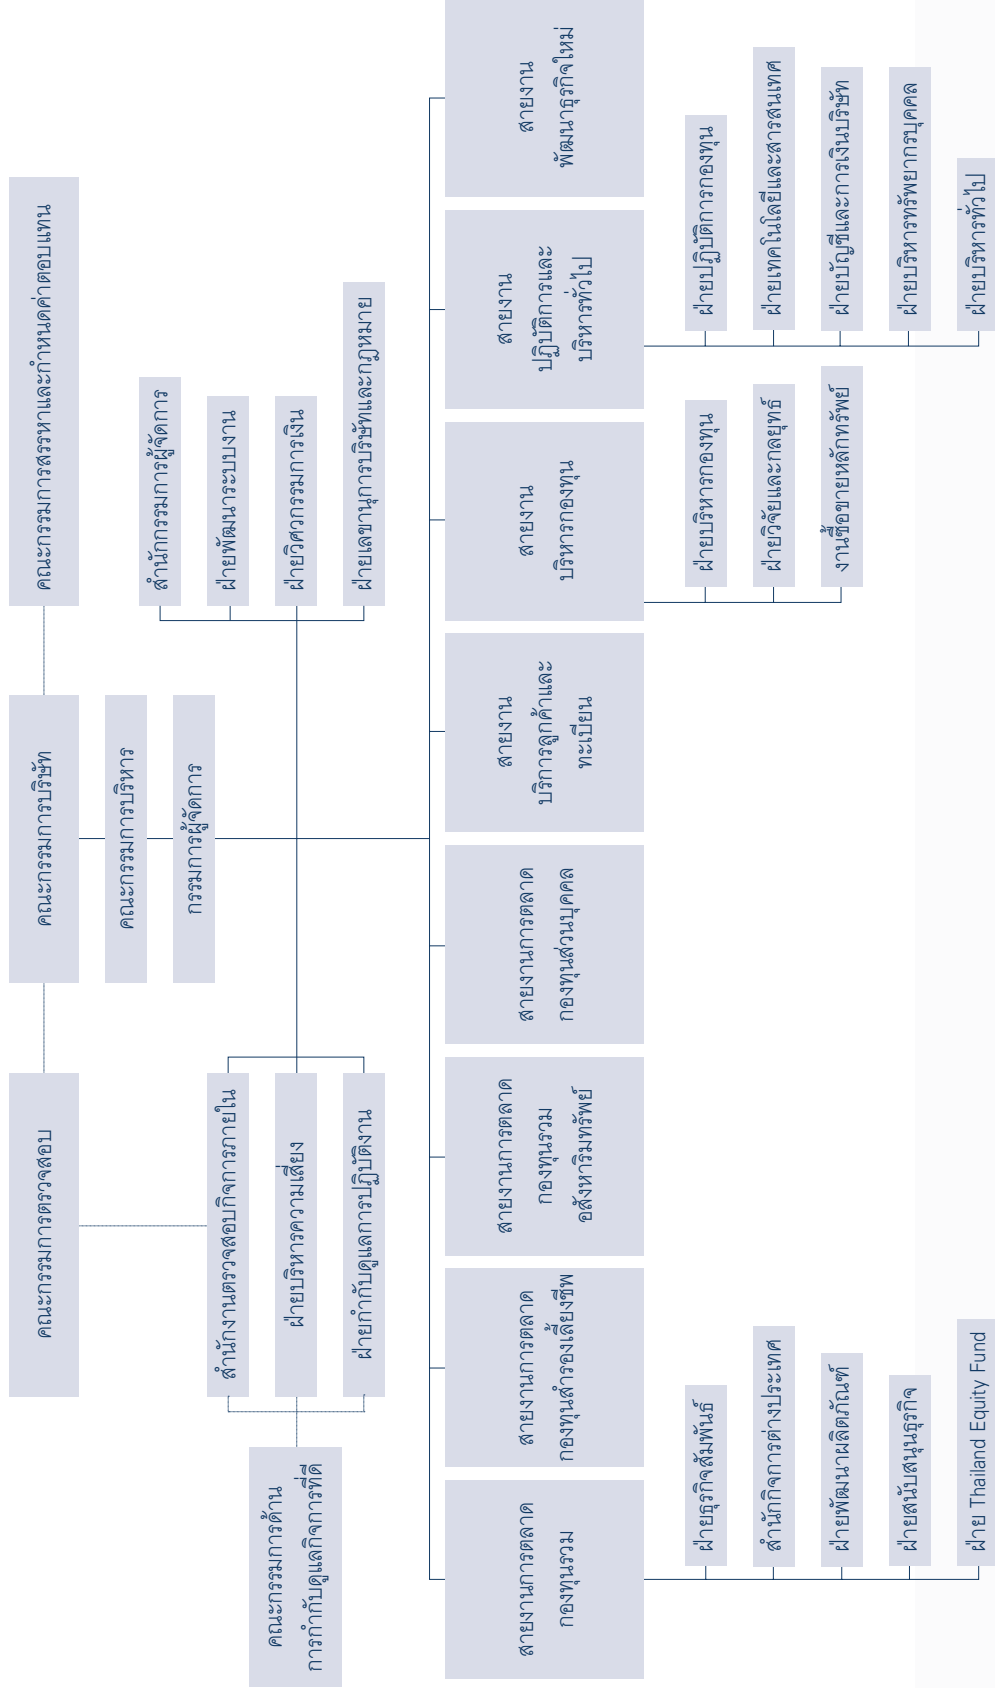 คณะกรรมการตรวจสอบ
คณะกรรมการบริษัท
คณะกรรมการสรรหาและกำหนดค่าตอบแทน
คณะกรรมการบริหาร
กรรมการผู้จัดการ
คณะกรรมการด้าน
การกำกับดูแลกิจการที่ดี
สำนักงานตรวจสอบกิจการภายใน
ฝ่ายบริหารความเสี่ยง
ฝ่ายกำกับดูแลการปฏิบัติงาน
สำนักกรรมการผู้จัดการ
ฝ่ายพัฒนาระบบงาน
ฝ่ายวิศวกรรมการเงิน
ฝ่ายเลขานุการบริษัทและกฎหมาย
สายงานการตลาด
กองทุนรวม
สายงานการตลาด
กองทุนสำรองเลี้ยงชีพ
สายงานการตลาด
กองทุนรวม
อสังหาริมทรัพย์
สายงานการตลาด
กองทุนส่วนบุคคล
สายงาน
บริการลูกค้าและ
ทะเบียน
สายงาน
บริหารกองทุน
สายงาน
ปฏิบัติการและ
บริหารทั่วไป
สายงาน
พัฒนาธุรกิจใหม่
ฝ่ายธุรกิจสัมพันธ์
สำนักกิจการต่างประเทศ
ฝ่ายพัฒนาผลิตภัณฑ์
ฝ่ายสนับสนุนธุรกิจ
ฝ่าย Thailand Equity Fund
ฝ่ายบริหารกองทุน
ฝ่ายวิจัยและกลยุทธ์
งานซื้อขายหลักทรัพย์
ฝ่ายปฏิบัติการกองทุน
ฝ่ายเทคโนโลยีและสารสนเทศ
ฝ่ายบัญชีและการเงินบริษัท
ฝ่ายบริหารทรัพยากรบุคคล
ฝ่ายบริหารทั่วไป